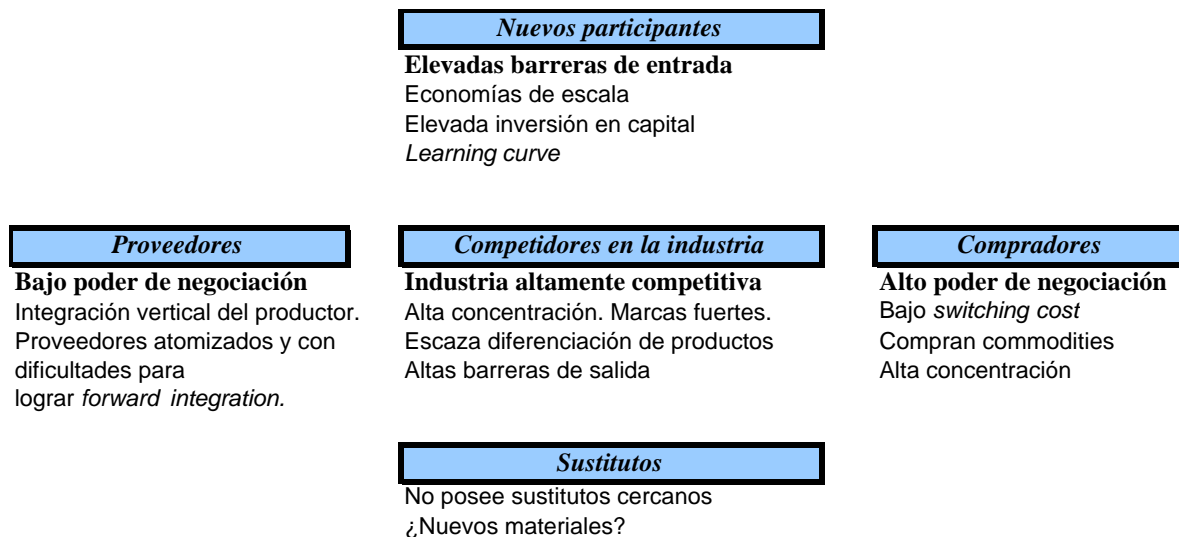 Nuevos participantes
Elevadas barreras de entrada
Economías de escala
Elevada inversión en capital
Learning curve
Proveedores
Bajo poder de negociación
Integración vertical del productor.
Proveedores atomizados y con
dificultades para
lograr forward integration.
Competidores en la industria
Industria altamente competitiva
Alta concentración. Marcas fuertes.
Escaza diferenciación de productos
Altas barreras de salida
Compradores
Alto poder de negociación
Bajo switching cost
Compran commodities
Alta concentración
Sustitutos
No posee sustitutos cercanos
¿Nuevos materiales?